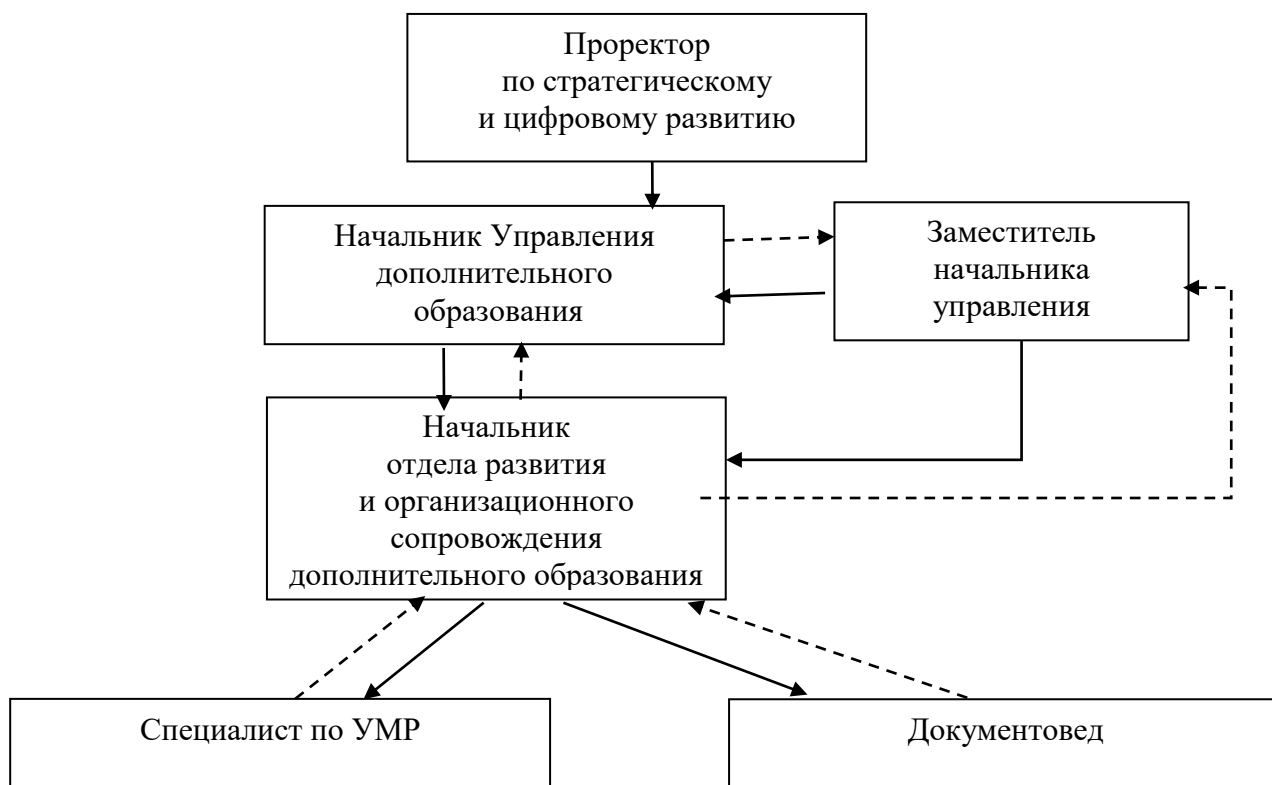 Проректор
по стратегическому
и цифровому развитию
Начальник Управления
дополнительного
образования
Заместитель
начальника
управления
Начальник
отдела развития
и организационного
сопровождения
дополнительного образования
Специалист по УМР
Документовед